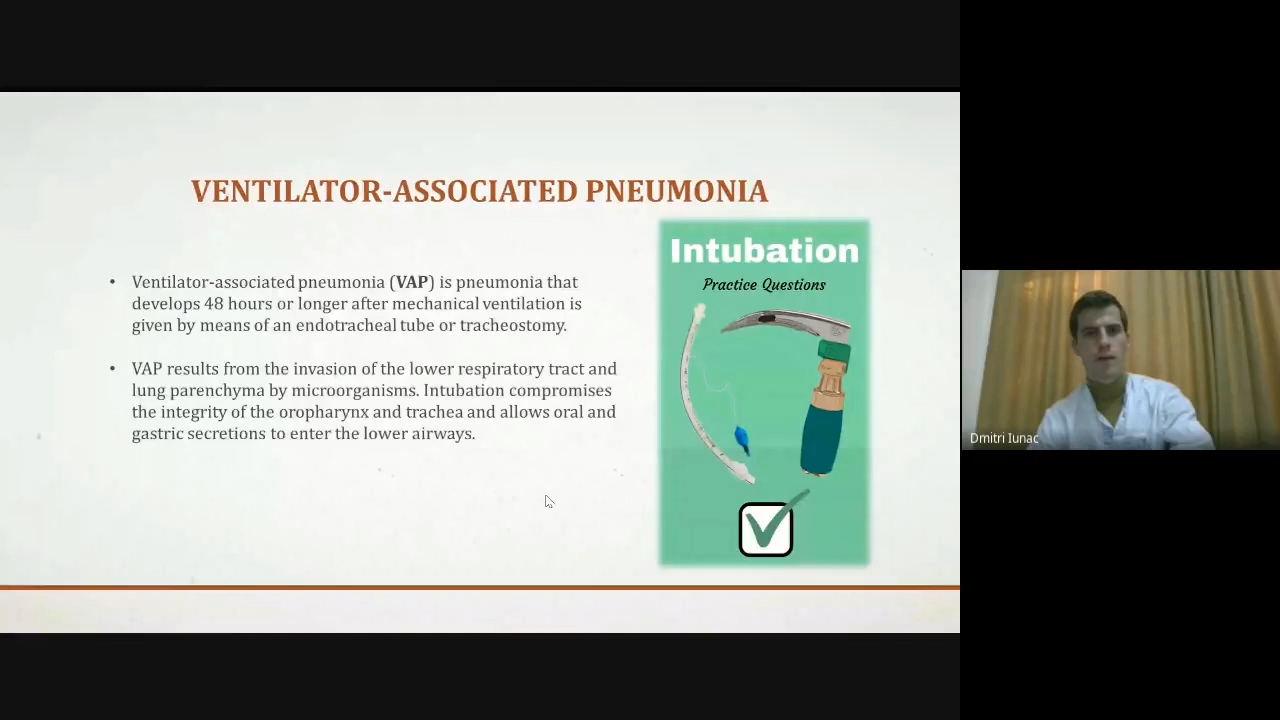 VENTILATOR-ASSOCIATED PNEUMONIA
• Ventilator-associated pneumonia (VAP) is pneumonia that
develops 48 hours or longer after mechanical ventilation is
given by means of an endotracheal tube or tracheostomy.
• VAP results from the invasion of the lower respiratory tract and
lung parenchyma by microorganisms. Intubation compromises
the integrity of the oropharynx and trachea and allows oral and
gastric secretions to enter the lower airways.
Intubation
Practice Questions
Dmitri Iunac